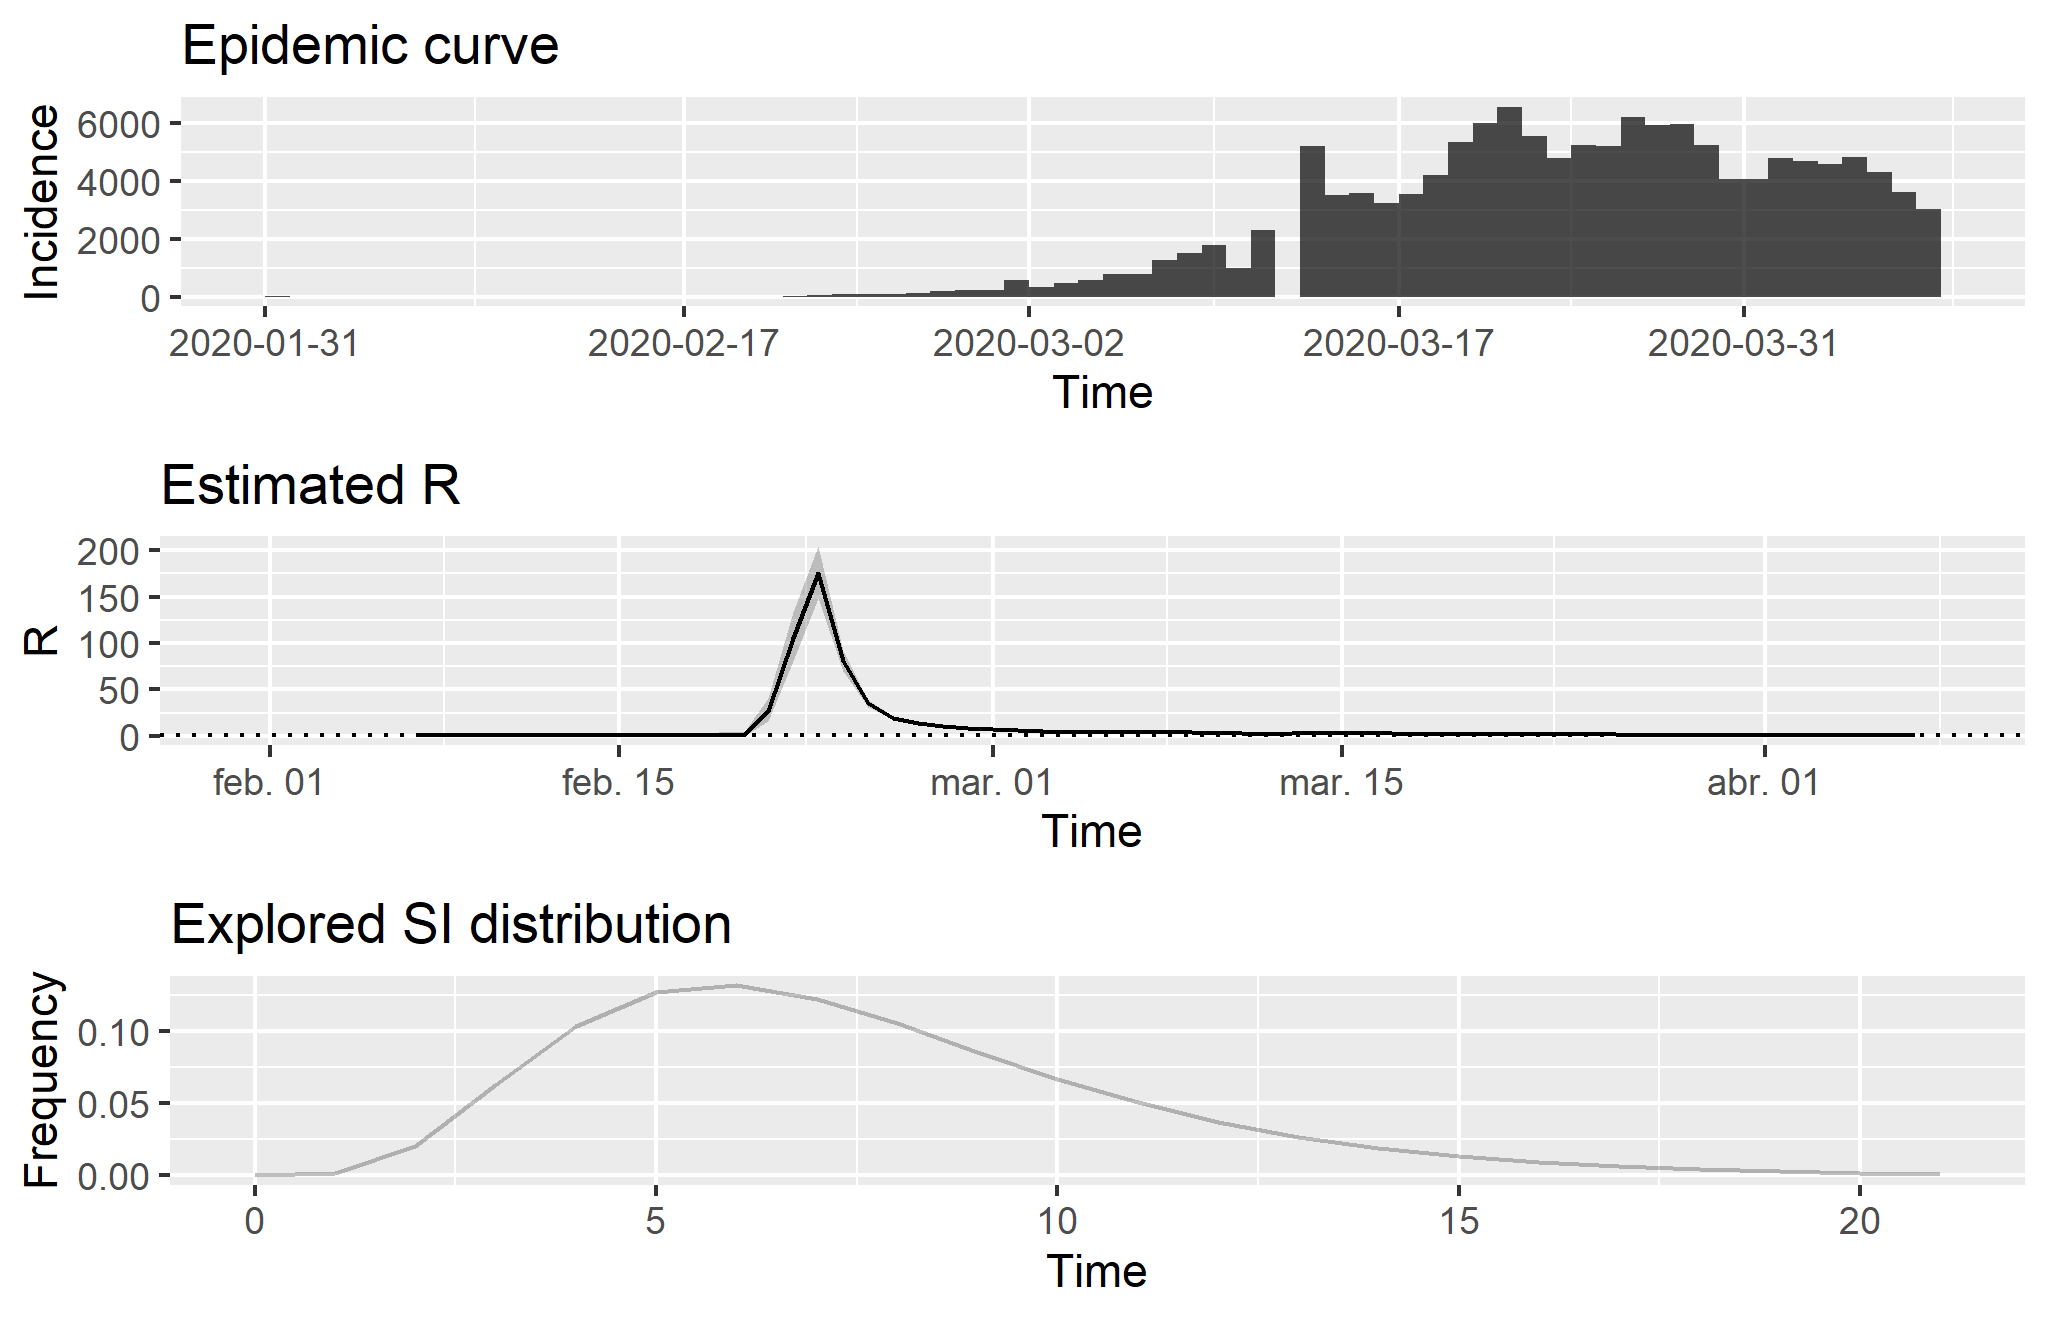 Epidemic curve
Incidence
6000
4000
2000
0
2020-01-31 2020-02-17 2020-03-02 2020-03-17 2020-03-31
Time
Estimated R
R
200
150
100
50
0
feb. 01 feb. 15 mar. 01 mar. 15 abr. 01
Time
Explored SI distribution
Frequency
0.10
0.05
0.00
0 5 10 15 20
Time